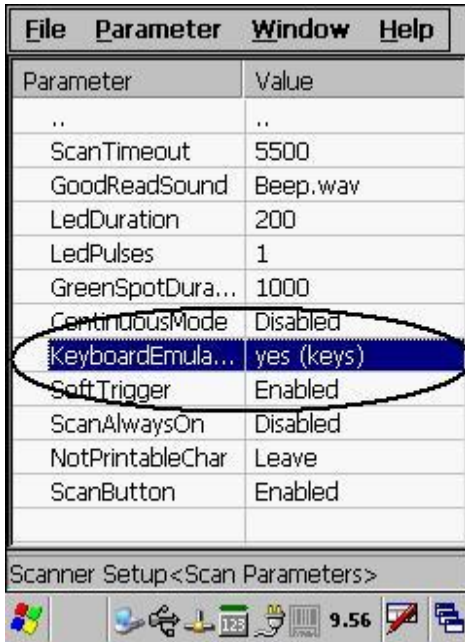 File Parameter Window Help
Parameter Value
.. ..
ScanTimeout 5500
GoodReadSound Beep.wav
LedDuration 200
LedPulses 1
GreenSpotDura... 1000
ContinuousMode Disabled
KeyboardEmula... yes (keys)
SoftTrigger Enabled
ScanAlwaysOn Disabled
NotPrintableChar Leave
ScanButton Enabled
Scanner Setup<Scan Parameters>
123 9.56